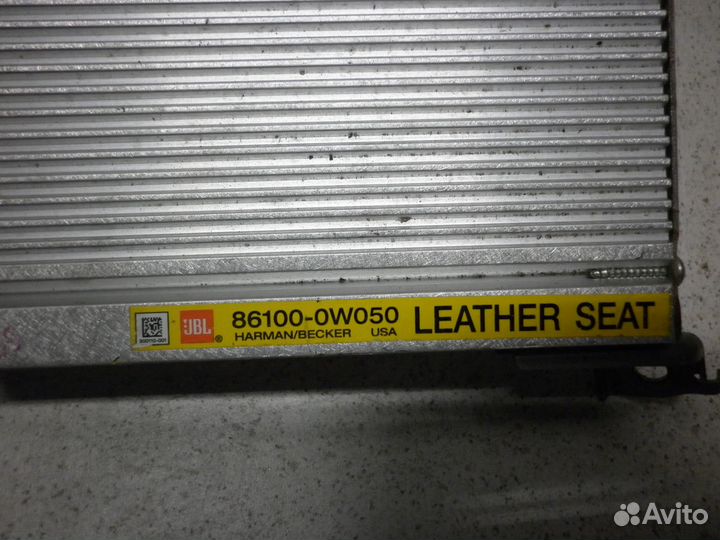 JBL® 86100-0W050 LEATHER SEAT
HARMAN/BECKER USA
Avito